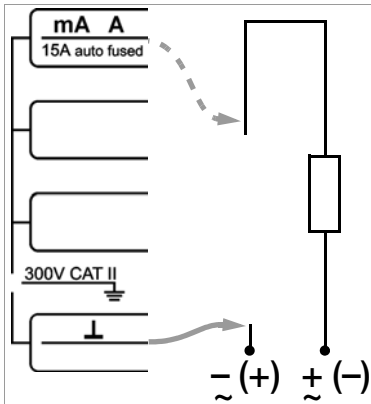 mA A
15A auto fused
300V CAT II
⊥
− (+) + (−)
~ ~